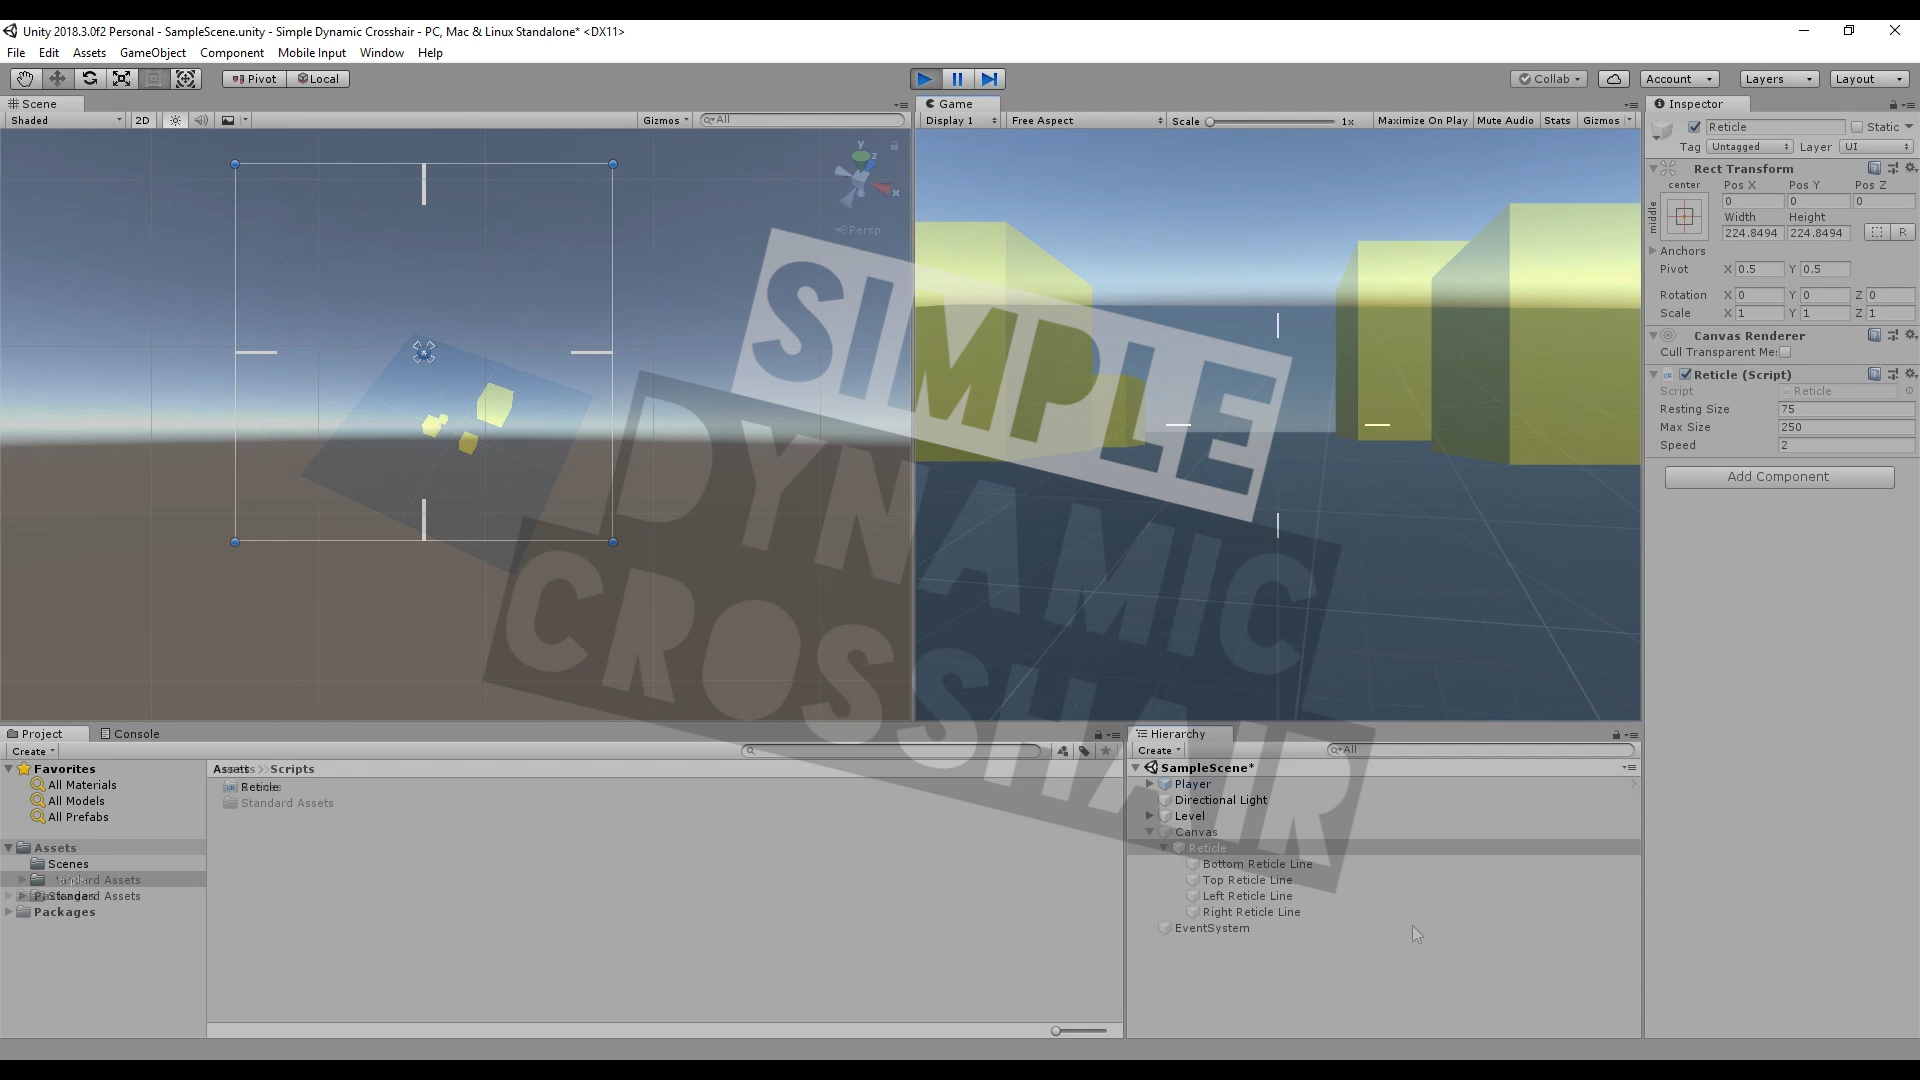 Unity 2018.3.0f2 Personal - SampleScene.unity - Simple Dynamic Crosshair - PC, Mac & Linux Standalone* <DX11>
File Edit Assets GameObject Component Mobile Input Window Help
Pivot Local Collab Account Layers Layout
Scene Game Inspector
Shaded 2D Gizmos All Display 1 Free Aspect Scale 1x Maximize On Play Mute Audio Stats Gizmos
Reticle Static
Tag Untagged Layer UI
Rect Transform
center Pos X Pos Y Pos Z
middle 0 0 0
Width Height
224.8494 224.8494 R
Anchors
Pivot X 0.5 Y 0.5
Rotation X 0 Y 0 Z 0
Scale X 1 Y 1 Z 1
Canvas Renderer
Cull Transparent Mes
Reticle (Script)
Script Reticle
Resting Size 75
Max Size 250
Speed 2
Add Component
y z x
Persp
SIMPLE
DYNAMIC
CROSSHAIR
Project Console
Create
Favorites
All Materials
All Models
All Prefabs
Assets
Scenes
Standard Assets
Packages
Assets Scripts
Reticle
Standard Assets
Hierarchy
Create All
SampleScene*
Player
Directional Light
Level
Canvas
Reticle
Bottom Reticle Line
Top Reticle Line
Left Reticle Line
Right Reticle Line
EventSystem